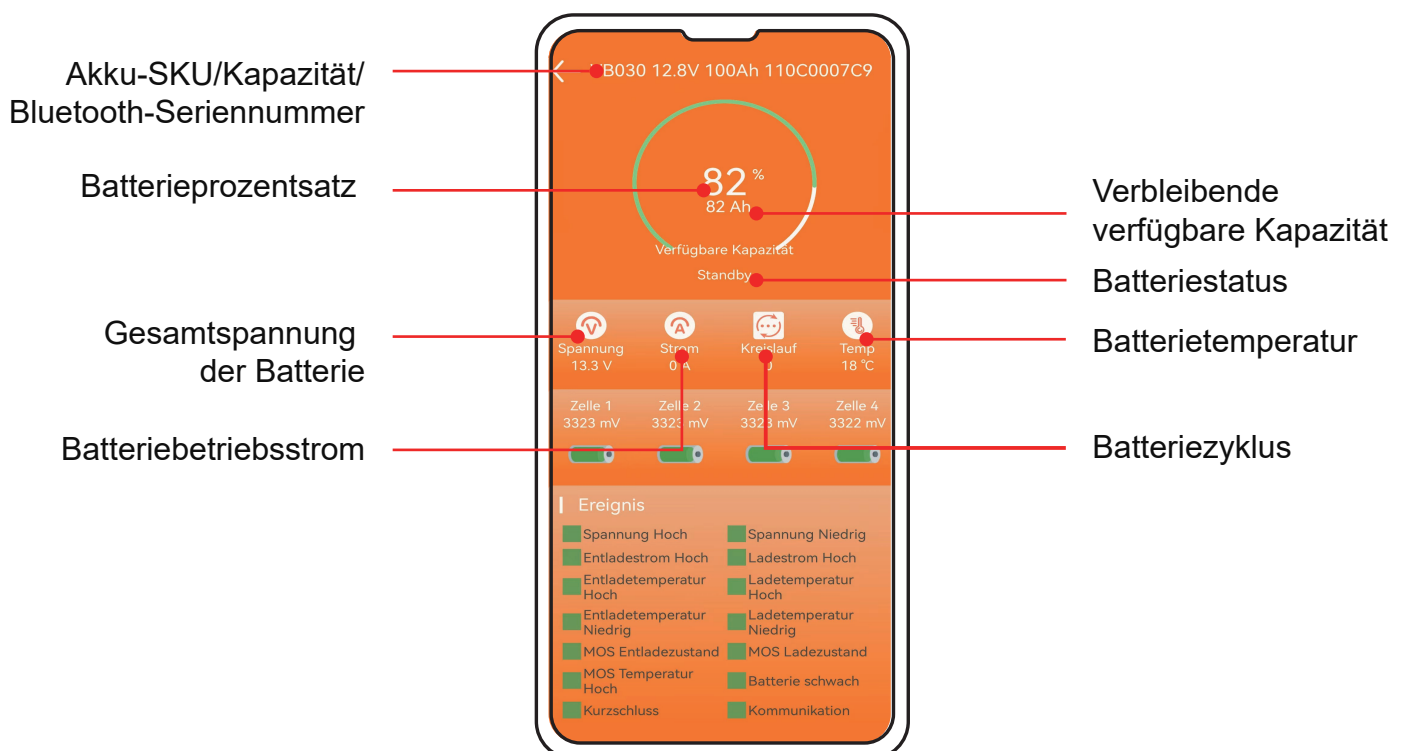 Akku-SKU/Kapazität/
Bluetooth-Seriennummer
Batterieprozentsatz
Gesamtspannung
der Batterie
Batteriebetriebsstrom
12.8V 100Ah 110C0007C9
82 %
82 Ah
Verfügbare Kapazität
Standby
Spannung Strom Kreislauf Temp
13.3 V 0 A 0 18 °C
Zelle 1 Zelle 2 Zelle 3 Zelle 4
3323 mV 3323 mV 3323 mV 3322 mV
Ereignis
Spannung Hoch
Spannung Niedrig
Entladestrom Hoch
Ladestrom Hoch
Entladetemperatur
Hoch
Ladetemperatur
Hoch
Entladetemperatur
Niedrig
Ladetemperatur
Niedrig
MOS Entladezustand
MOS Ladezustand
MOS Temperatur
Hoch
Batterie schwach
Kurzschluss
Kommunikation
Verbleibende
verfügbare Kapazität
Batteriestatus
Batterietemperatur
Batteriezyklus